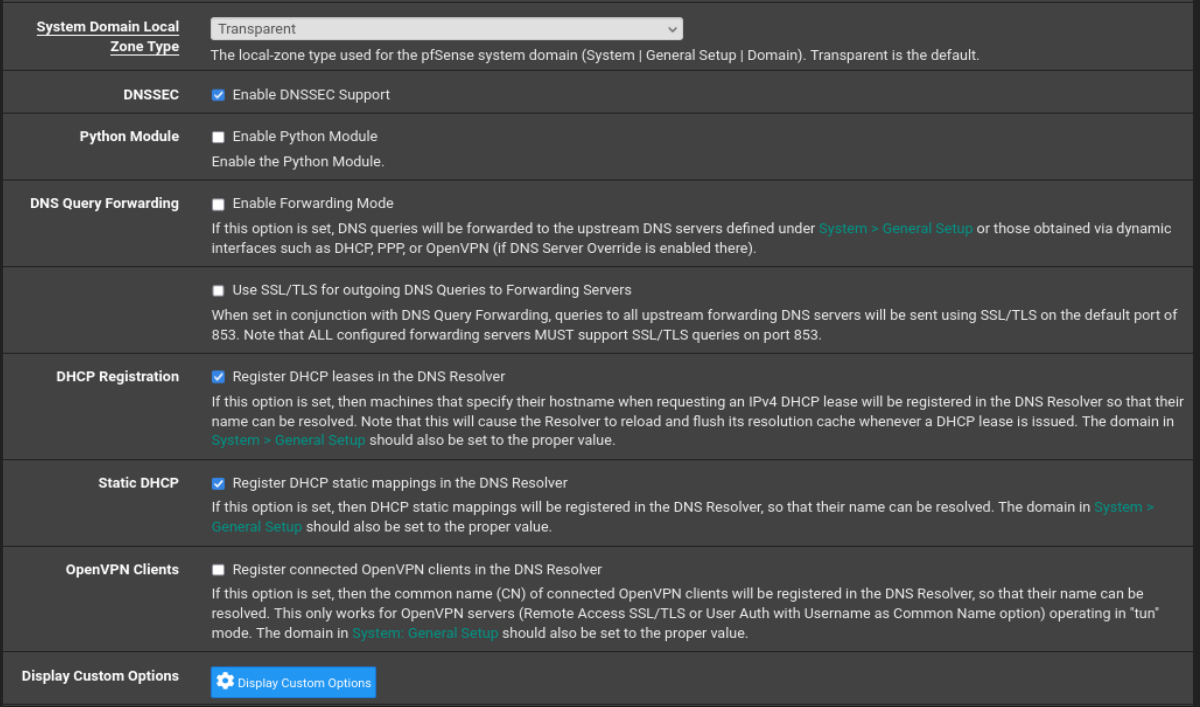 System Domain Local
Zone Type
Transparent
The local-zone type used for the pfSense system domain (System | General Setup | Domain). Transparent is the default.
DNSSEC
Enable DNSSEC Support
Python Module
Enable Python Module
Enable the Python Module.
DNS Query Forwarding
Enable Forwarding Mode
If this option is set, DNS queries will be forwarded to the upstream DNS servers defined under System > General Setup or those obtained via dynamic
interfaces such as DHCP, PPP, or OpenVPN (if DNS Server Override is enabled there).
Use SSL/TLS for outgoing DNS Queries to Forwarding Servers
When set in conjunction with DNS Query Forwarding, queries to all upstream forwarding DNS servers will be sent using SSL/TLS on the default port of
853. Note that ALL configured forwarding servers MUST support SSL/TLS queries on port 853.
DHCP Registration
Register DHCP leases in the DNS Resolver
If this option is set, then machines that specify their hostname when requesting an IPv4 DHCP lease will be registered in the DNS Resolver so that their
name can be resolved. Note that this will cause the Resolver to reload and flush its resolution cache whenever a DHCP lease is issued. The domain in
System > General Setup should also be set to the proper value.
Static DHCP
Register DHCP static mappings in the DNS Resolver
If this option is set, then DHCP static mappings will be registered in the DNS Resolver, so that their name can be resolved. The domain in System >
General Setup should also be set to the proper value.
OpenVPN Clients
Register connected OpenVPN clients in the DNS Resolver
If this option is set, then the common name (CN) of connected OpenVPN clients will be registered in the DNS Resolver, so that their name can be
resolved. This only works for OpenVPN servers (Remote Access SSL/TLS or User Auth with Username as Common Name option) operating in "tun"
mode. The domain in System: General Setup should also be set to the proper value.
Display Custom Options
Display Custom Options